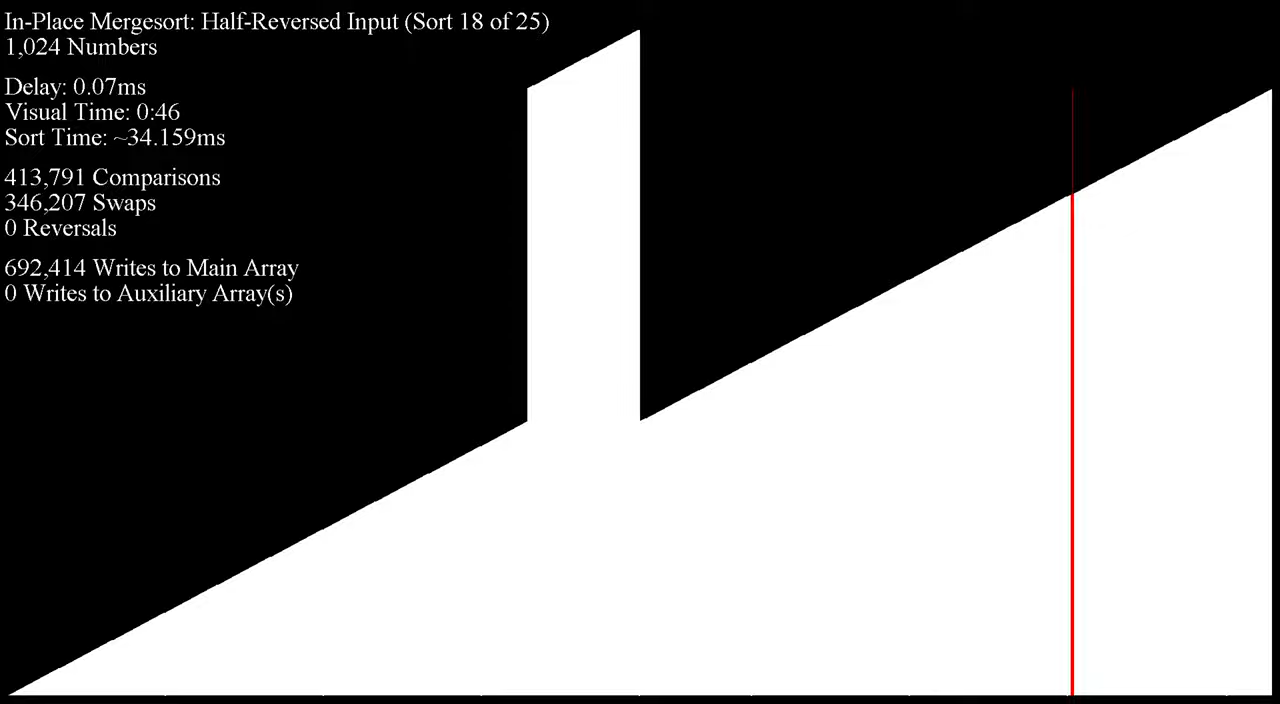 In-Place Mergesort: Half-Reversed Input (Sort 18 of 25)
1,024 Numbers
Delay: 0.07ms
Visual Time: 0:46
Sort Time: ~34.159ms
413,791 Comparisons
346,207 Swaps
0 Reversals
692,414 Writes to Main Array
0 Writes to Auxiliary Array(s)